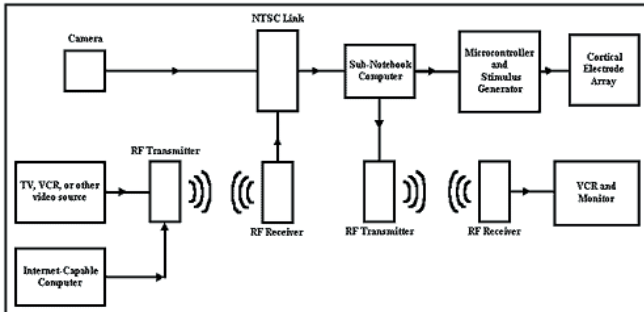 Camera
NTSC Link
Sub-Notebook
Computer
Microcontroller
and
Stimulus
Generator
Cortical
Electrode
Array
RF Transmitter
TV, VCR, or other
video source
RF Receiver
RF Transmitter
RF Receiver
VCR and
Monitor
Internet-Capable
Computer